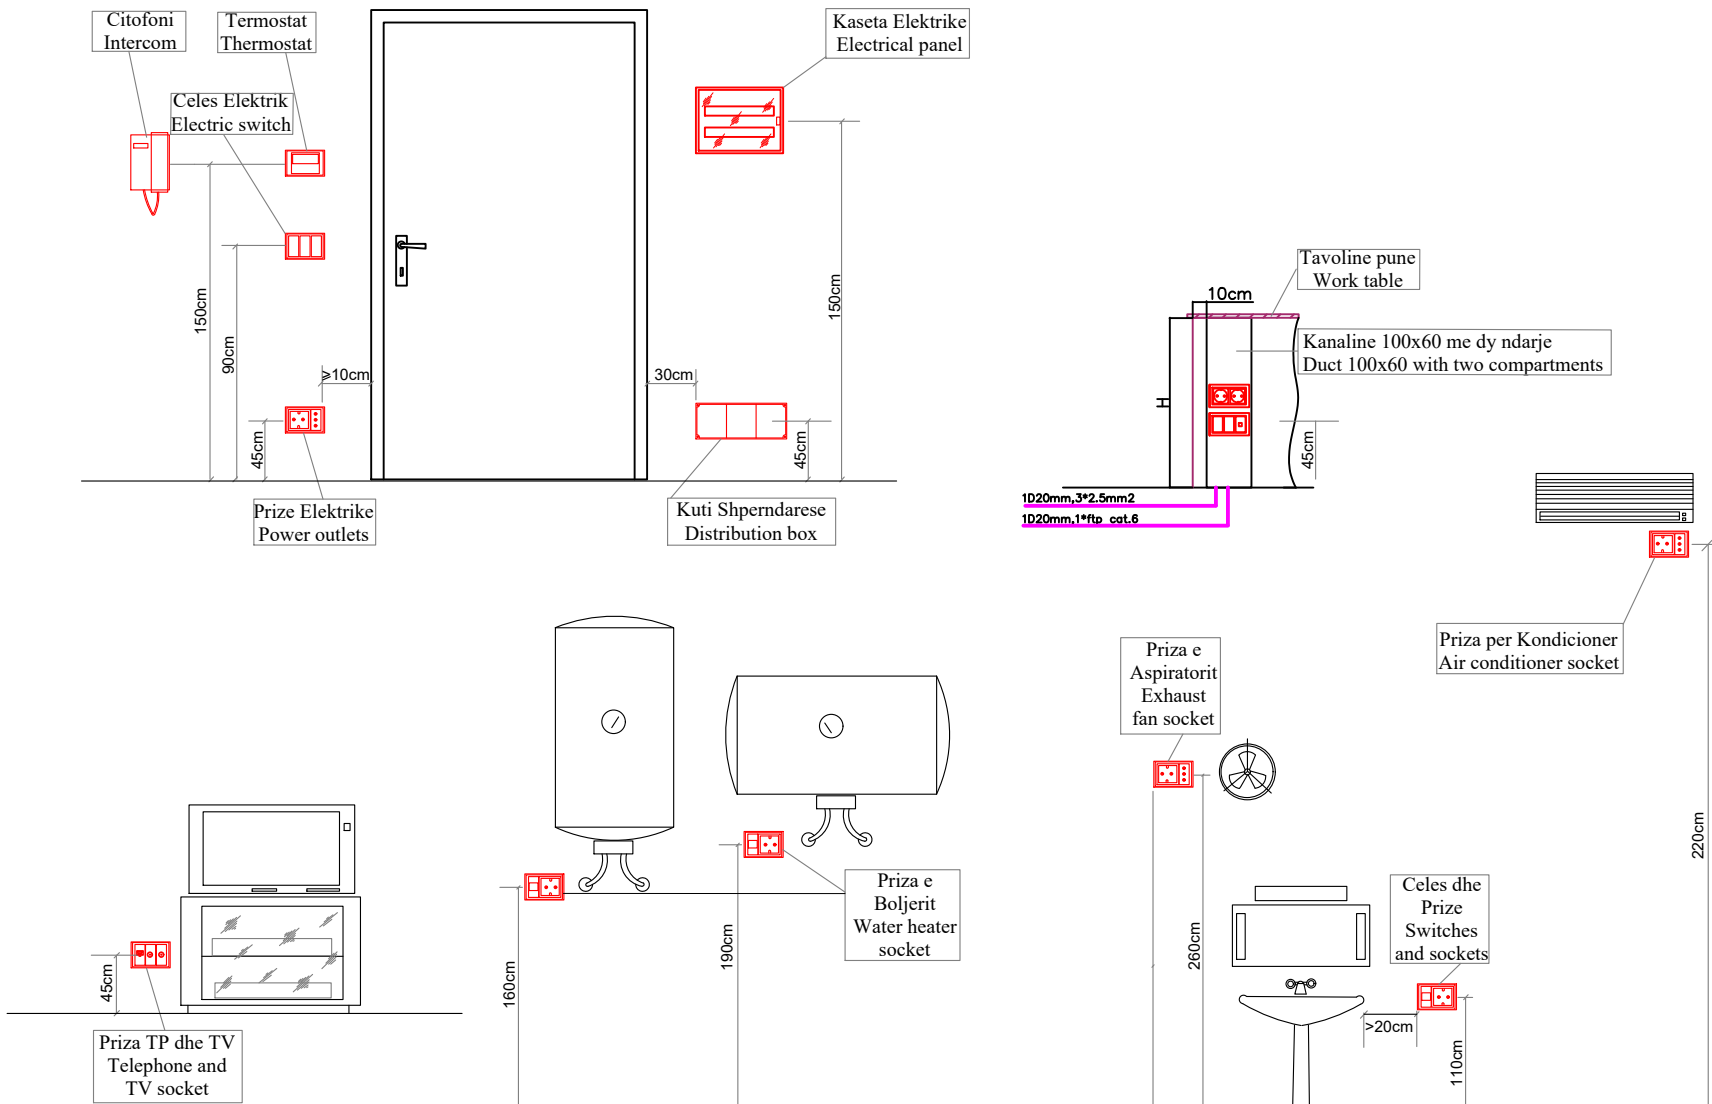 Citofoni
Intercom
Termostat
Thermostat
Kaseta Elektrike
Electrical panel
Celes Elektrik
Electric switch
150cm
90cm
45cm
≥10cm
30cm
150cm
45cm
Prize Elektrike
Power outlets
Kuti Shperndarese
Distribution box
Tavoline pune
Work table
10cm
Kanaline 100x60 me dy ndarje
Duct 100x60 with two compartments
H
45cm
1D20mm,3*2.5mm2
1D20mm,1*ftp cat.6
Priza per Kondicioner
Air conditioner socket
220cm
Priza e
Aspiratorit
Exhaust
fan socket
260cm
Celes dhe
Prize
Switches
and sockets
>20cm
110cm
Priza e
Boljerit
Water heater
socket
190cm
160cm
45cm
Priza TP dhe TV
Telephone and
TV socket